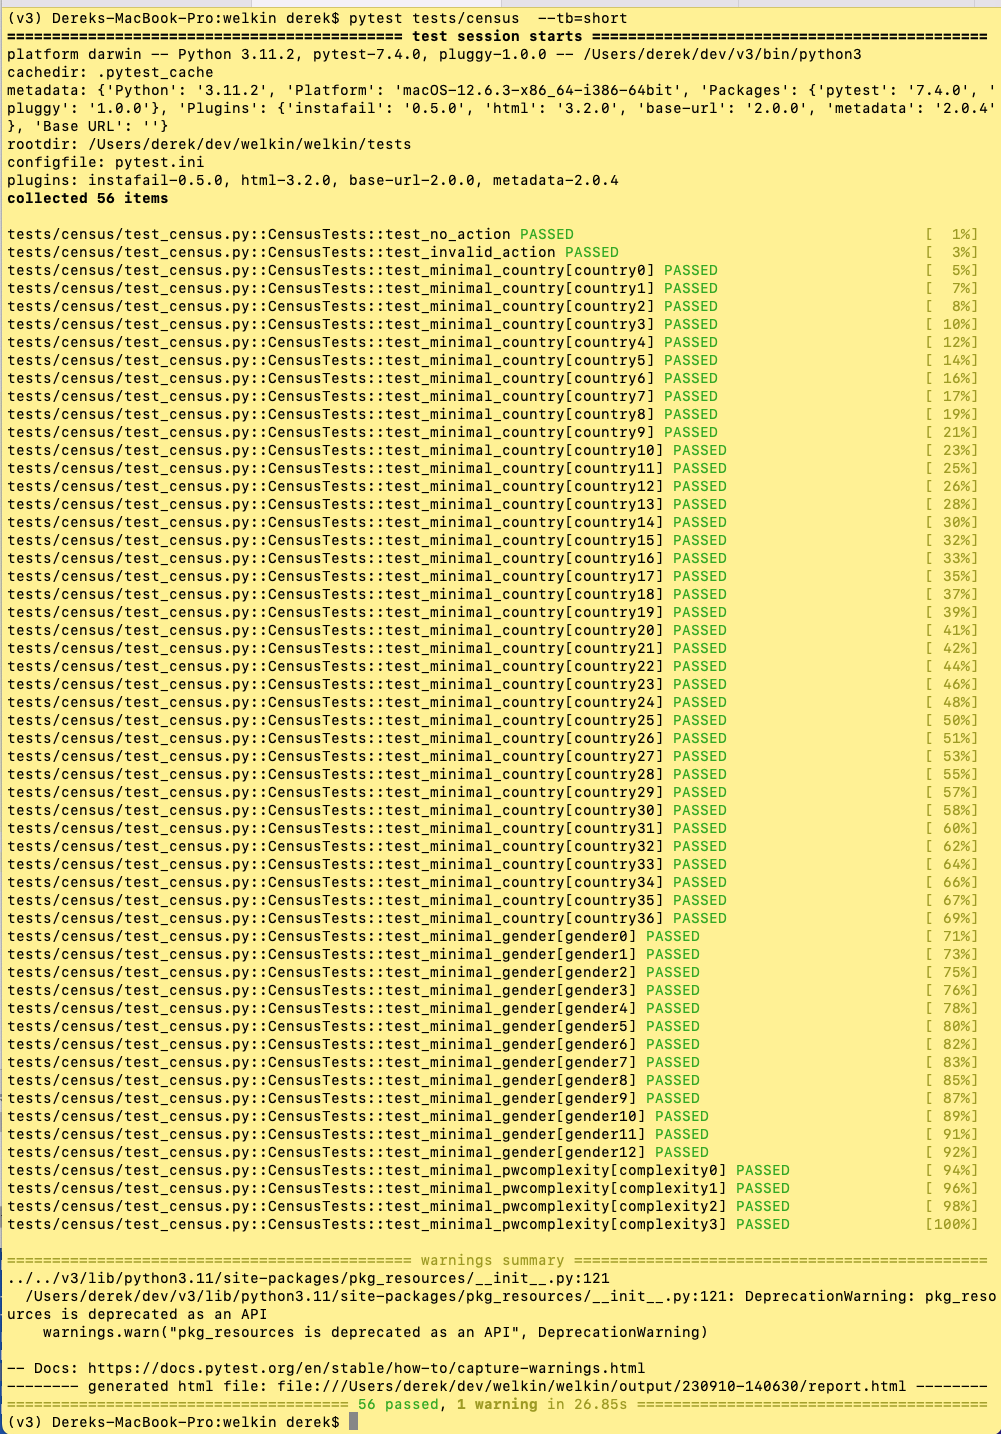 (v3) Dereks-MacBook-Pro:welkin derek$ pytest tests/census  --tb=short
============================================ test session starts =============================================
platform darwin -- Python 3.11.2, pytest-7.4.0, pluggy-1.0.0 -- /Users/derek/dev/v3/bin/python3
cachedir: .pytest_cache
metadata: {'Python': '3.11.2', 'Platform': 'macOS-12.6.3-x86_64-i386-64bit', 'Packages': {'pytest': '7.4.0', '
pluggy': '1.0.0'}, 'Plugins': {'instafail': '0.5.0', 'html': '3.2.0', 'base-url': '2.0.0', 'metadata': '2.0.4'
}, 'Base URL': ''}
rootdir: /Users/derek/dev/welkin/welkin/tests
configfile: pytest.ini
plugins: instafail-0.5.0, html-3.2.0, base-url-2.0.0, metadata-2.0.4
collected 56 items
tests/census/test_census.py::CensusTests::test_no_action PASSED [  1%]
tests/census/test_census.py::CensusTests::test_invalid_action PASSED [  3%]
tests/census/test_census.py::CensusTests::test_minimal_country[country0] PASSED [  5%]
tests/census/test_census.py::CensusTests::test_minimal_country[country1] PASSED [  7%]
tests/census/test_census.py::CensusTests::test_minimal_country[country2] PASSED [  8%]
tests/census/test_census.py::CensusTests::test_minimal_country[country3] PASSED [ 10%]
tests/census/test_census.py::CensusTests::test_minimal_country[country4] PASSED [ 12%]
tests/census/test_census.py::CensusTests::test_minimal_country[country5] PASSED [ 14%]
tests/census/test_census.py::CensusTests::test_minimal_country[country6] PASSED [ 16%]
tests/census/test_census.py::CensusTests::test_minimal_country[country7] PASSED [ 17%]
tests/census/test_census.py::CensusTests::test_minimal_country[country8] PASSED [ 19%]
tests/census/test_census.py::CensusTests::test_minimal_country[country9] PASSED [ 21%]
tests/census/test_census.py::CensusTests::test_minimal_country[country10] PASSED [ 23%]
tests/census/test_census.py::CensusTests::test_minimal_country[country11] PASSED [ 25%]
tests/census/test_census.py::CensusTests::test_minimal_country[country12] PASSED [ 26%]
tests/census/test_census.py::CensusTests::test_minimal_country[country13] PASSED [ 28%]
tests/census/test_census.py::CensusTests::test_minimal_country[country14] PASSED [ 30%]
tests/census/test_census.py::CensusTests::test_minimal_country[country15] PASSED [ 32%]
tests/census/test_census.py::CensusTests::test_minimal_country[country16] PASSED [ 33%]
tests/census/test_census.py::CensusTests::test_minimal_country[country17] PASSED [ 35%]
tests/census/test_census.py::CensusTests::test_minimal_country[country18] PASSED [ 37%]
tests/census/test_census.py::CensusTests::test_minimal_country[country19] PASSED [ 39%]
tests/census/test_census.py::CensusTests::test_minimal_country[country20] PASSED [ 41%]
tests/census/test_census.py::CensusTests::test_minimal_country[country21] PASSED [ 42%]
tests/census/test_census.py::CensusTests::test_minimal_country[country22] PASSED [ 44%]
tests/census/test_census.py::CensusTests::test_minimal_country[country23] PASSED [ 46%]
tests/census/test_census.py::CensusTests::test_minimal_country[country24] PASSED [ 48%]
tests/census/test_census.py::CensusTests::test_minimal_country[country25] PASSED [ 50%]
tests/census/test_census.py::CensusTests::test_minimal_country[country26] PASSED [ 51%]
tests/census/test_census.py::CensusTests::test_minimal_country[country27] PASSED [ 53%]
tests/census/test_census.py::CensusTests::test_minimal_country[country28] PASSED [ 55%]
tests/census/test_census.py::CensusTests::test_minimal_country[country29] PASSED [ 57%]
tests/census/test_census.py::CensusTests::test_minimal_country[country30] PASSED [ 58%]
tests/census/test_census.py::CensusTests::test_minimal_country[country31] PASSED [ 60%]
tests/census/test_census.py::CensusTests::test_minimal_country[country32] PASSED [ 62%]
tests/census/test_census.py::CensusTests::test_minimal_country[country33] PASSED [ 64%]
tests/census/test_census.py::CensusTests::test_minimal_country[country34] PASSED [ 66%]
tests/census/test_census.py::CensusTests::test_minimal_country[country35] PASSED [ 67%]
tests/census/test_census.py::CensusTests::test_minimal_country[country36] PASSED [ 69%]
tests/census/test_census.py::CensusTests::test_minimal_gender[gender0] PASSED [ 71%]
tests/census/test_census.py::CensusTests::test_minimal_gender[gender1] PASSED [ 73%]
tests/census/test_census.py::CensusTests::test_minimal_gender[gender2] PASSED [ 75%]
tests/census/test_census.py::CensusTests::test_minimal_gender[gender3] PASSED [ 76%]
tests/census/test_census.py::CensusTests::test_minimal_gender[gender4] PASSED [ 78%]
tests/census/test_census.py::CensusTests::test_minimal_gender[gender5] PASSED [ 80%]
tests/census/test_census.py::CensusTests::test_minimal_gender[gender6] PASSED [ 82%]
tests/census/test_census.py::CensusTests::test_minimal_gender[gender7] PASSED [ 83%]
tests/census/test_census.py::CensusTests::test_minimal_gender[gender8] PASSED [ 85%]
tests/census/test_census.py::CensusTests::test_minimal_gender[gender9] PASSED [ 87%]
tests/census/test_census.py::CensusTests::test_minimal_gender[gender10] PASSED [ 89%]
tests/census/test_census.py::CensusTests::test_minimal_gender[gender11] PASSED [ 91%]
tests/census/test_census.py::CensusTests::test_minimal_gender[gender12] PASSED [ 92%]
tests/census/test_census.py::CensusTests::test_minimal_pwcomplexity[complexity0] PASSED [ 94%]
tests/census/test_census.py::CensusTests::test_minimal_pwcomplexity[complexity1] PASSED [ 96%]
tests/census/test_census.py::CensusTests::test_minimal_pwcomplexity[complexity2] PASSED [ 98%]
tests/census/test_census.py::CensusTests::test_minimal_pwcomplexity[complexity3] PASSED [100%]
============================================= warnings summary ==============================================
../../v3/lib/python3.11/site-packages/pkg_resources/__init__.py:121
  /Users/derek/dev/v3/lib/python3.11/site-packages/pkg_resources/__init__.py:121: DeprecationWarning: pkg_reso
urces is deprecated as an API
    warnings.warn("pkg_resources is deprecated as an API", DeprecationWarning)
-- Docs: https://docs.pytest.org/en/stable/how-to/capture-warnings.html
-------- generated html file: file:///Users/derek/dev/welkin/welkin/output/230910-140630/report.html --------
====================================== 56 passed, 1 warning in 26.85s =======================================
(v3) Dereks-MacBook-Pro:welkin derek$